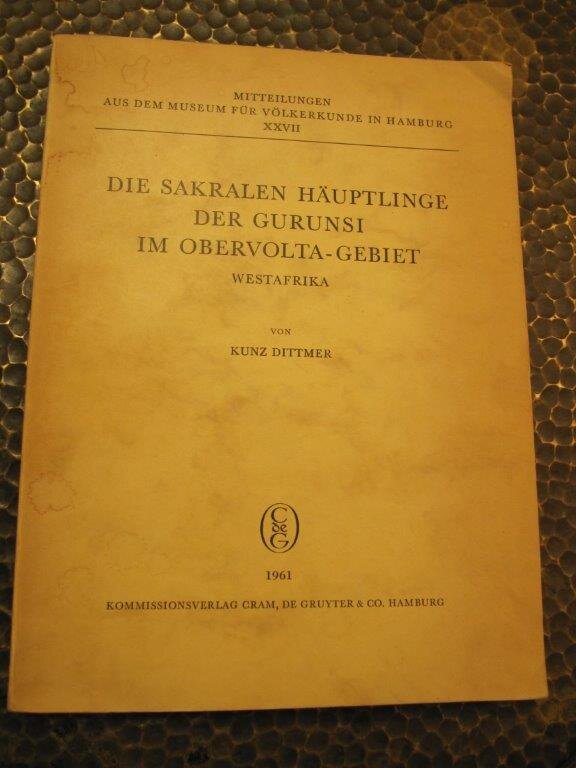 MITTEILUNGEN
AUS DEM MUSEUM FÜR VÖLKERKUNDE IN HAMBURG
XXVII
DIE SAKRALEN HÄUPTLINGE
DER GURUNSI
IM OBERVOLTA-GEBIET
WESTAFRIKA
VON
KUNZ DITTMER
C
de
G
1961
KOMMISSIONSVERLAG CRAM, DE GRUYTER & CO. HAMBURG